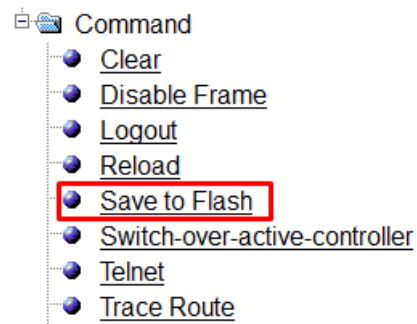 Command
Clear
Disable Frame
Logout
Reload
Save to Flash
Switch-over-active-controller
Telnet
Trace Route